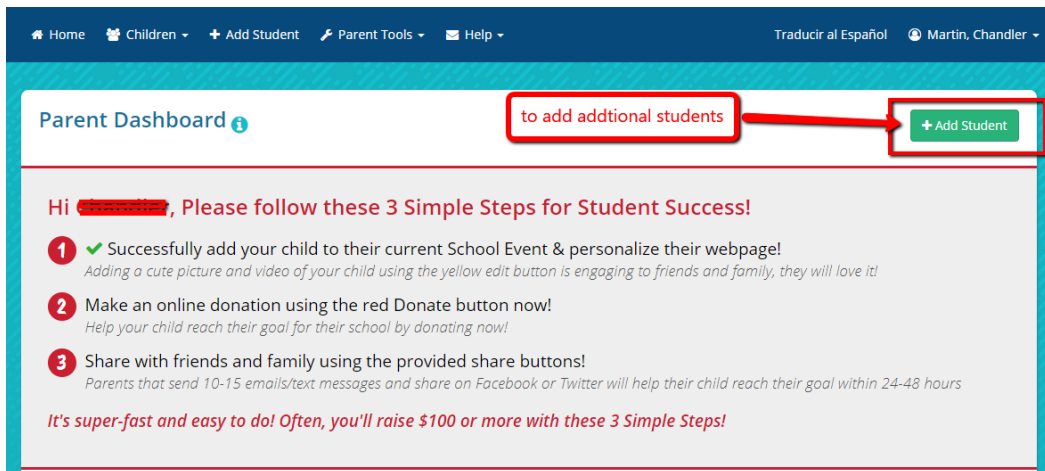 Home Children + Add Student Parent Tools Help Traducir al Español Martin, Chandler
Parent Dashboard
to add addtional students
+ Add Student
Hi , Please follow these 3 Simple Steps for Student Success!
1 Successfully add your child to their current School Event & personalize their webpage!
Adding a cute picture and video of your child using the yellow edit button is engaging to friends and family, they will love it!
2 Make an online donation using the red Donate button now!
Help your child reach their goal for their school by donating now!
3 Share with friends and family using the provided share buttons!
Parents that send 10-15 emails/text messages and share on Facebook or Twitter will help their child reach their goal within 24-48 hours
It's super-fast and easy to do! Often, you'll raise $100 or more with these 3 Simple Steps!